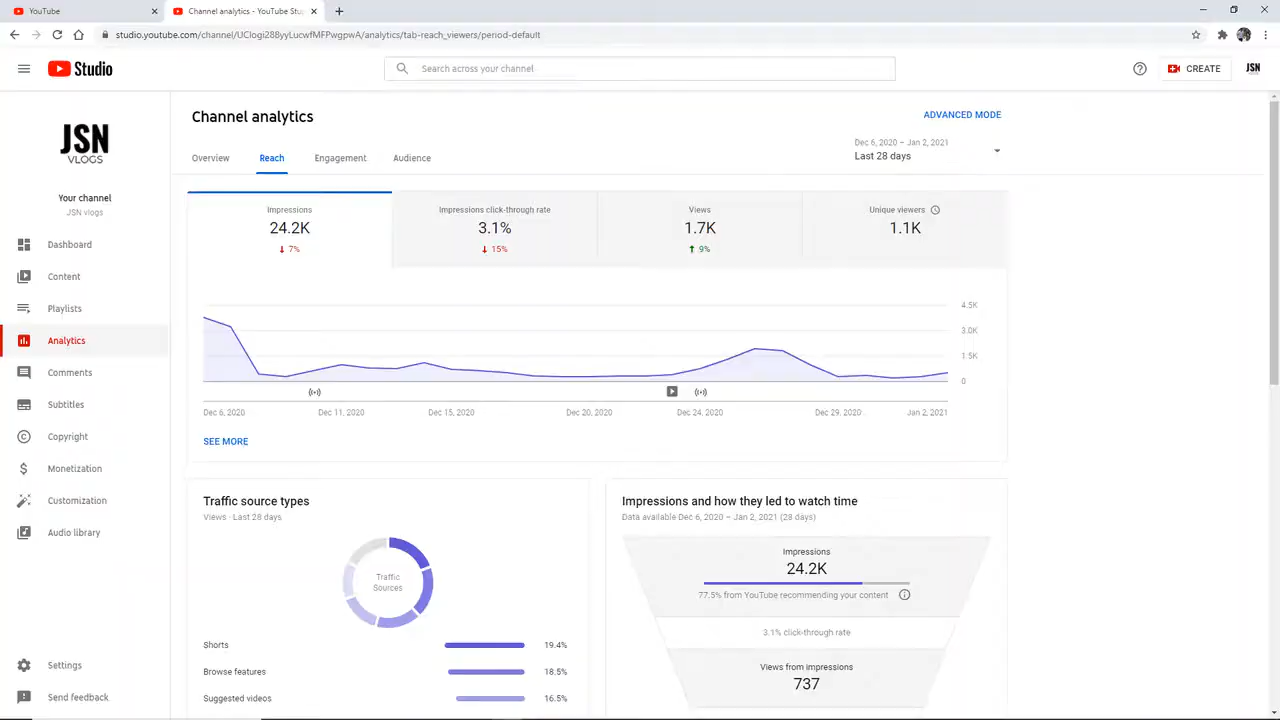 YouTube
Channel analytics - YouTube Stu
studio.youtube.com/channel/UClogi28ByyLucwfMFPwgpwA/analytics/tab-reach_viewers/period-default
Studio
Search across your channel
CREATE
JSN
JSN
VLOGS
Your channel
JSN vlogs
Dashboard
Content
Playlists
Analytics
Comments
Subtitles
Copyright
Monetization
Customization
Audio library
Settings
Send feedback
Channel analytics
ADVANCED MODE
Dec 6, 2020 – Jan 2, 2021
Last 28 days
Overview Reach Engagement Audience
Impressions
24.2K
7%
Impressions click-through rate
3.1%
15%
Views
1.7K
9%
Unique viewers
1.1K
4.5K
3.0K
1.5K
0
Dec 6, 2020 Dec 11, 2020 Dec 15, 2020 Dec 20, 2020 Dec 24, 2020 Dec 29, 2020 Jan 2, 2021
SEE MORE
Traffic source types
Views · Last 28 days
Traffic
Sources
Shorts 19.4%
Browse features 18.5%
Suggested videos 16.5%
Impressions and how they led to watch time
Data available Dec 6, 2020 – Jan 2, 2021 (28 days)
Impressions
24.2K
77.5% from YouTube recommending your content
3.1% click-through rate
Views from impressions
737